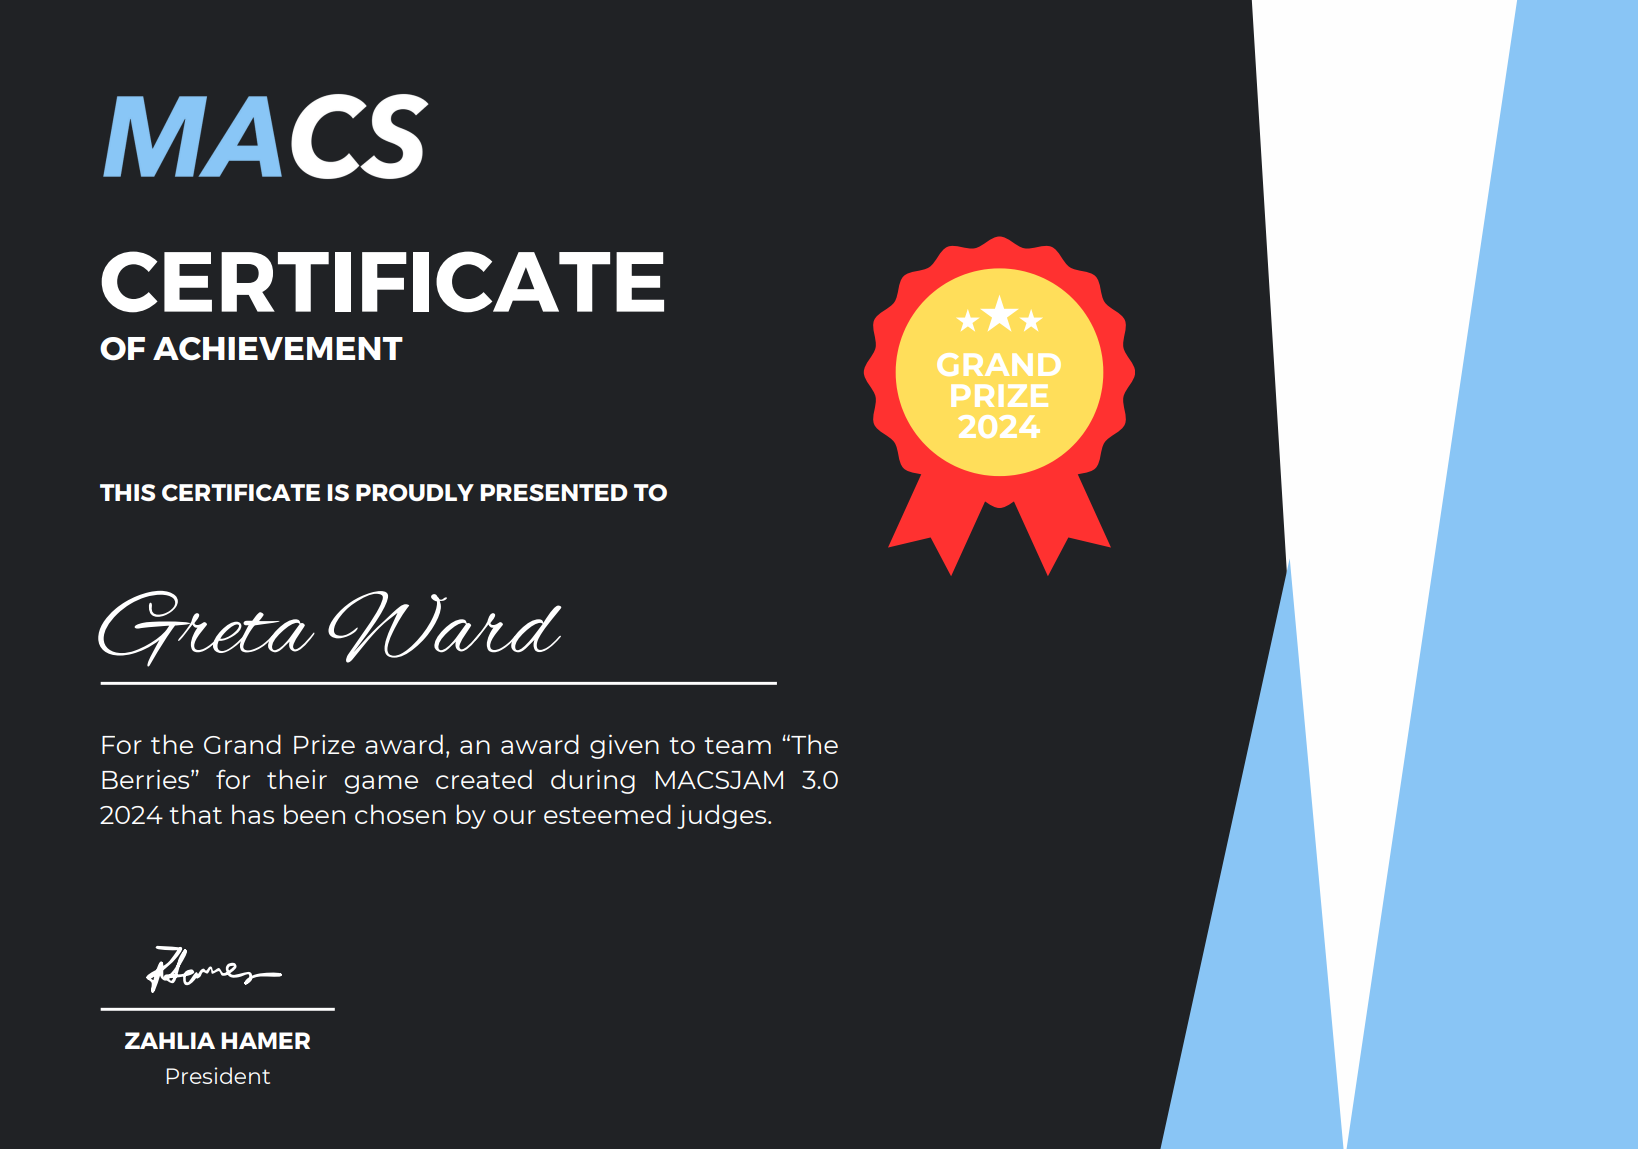 MACS
CERTIFICATE
OF ACHIEVEMENT
GRAND
PRIZE
2024
THIS CERTIFICATE IS PROUDLY PRESENTED TO
Greta Ward
For the Grand Prize award, an award given to team “The
Berries” for their game created during MACSJAM 3.0
2024 that has been chosen by our esteemed judges.
ZHamer
ZAHLIA HAMER
President